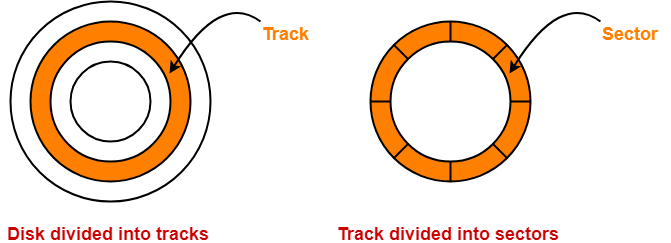 Track
Sector
Disk divided into tracks
Track divided into sectors